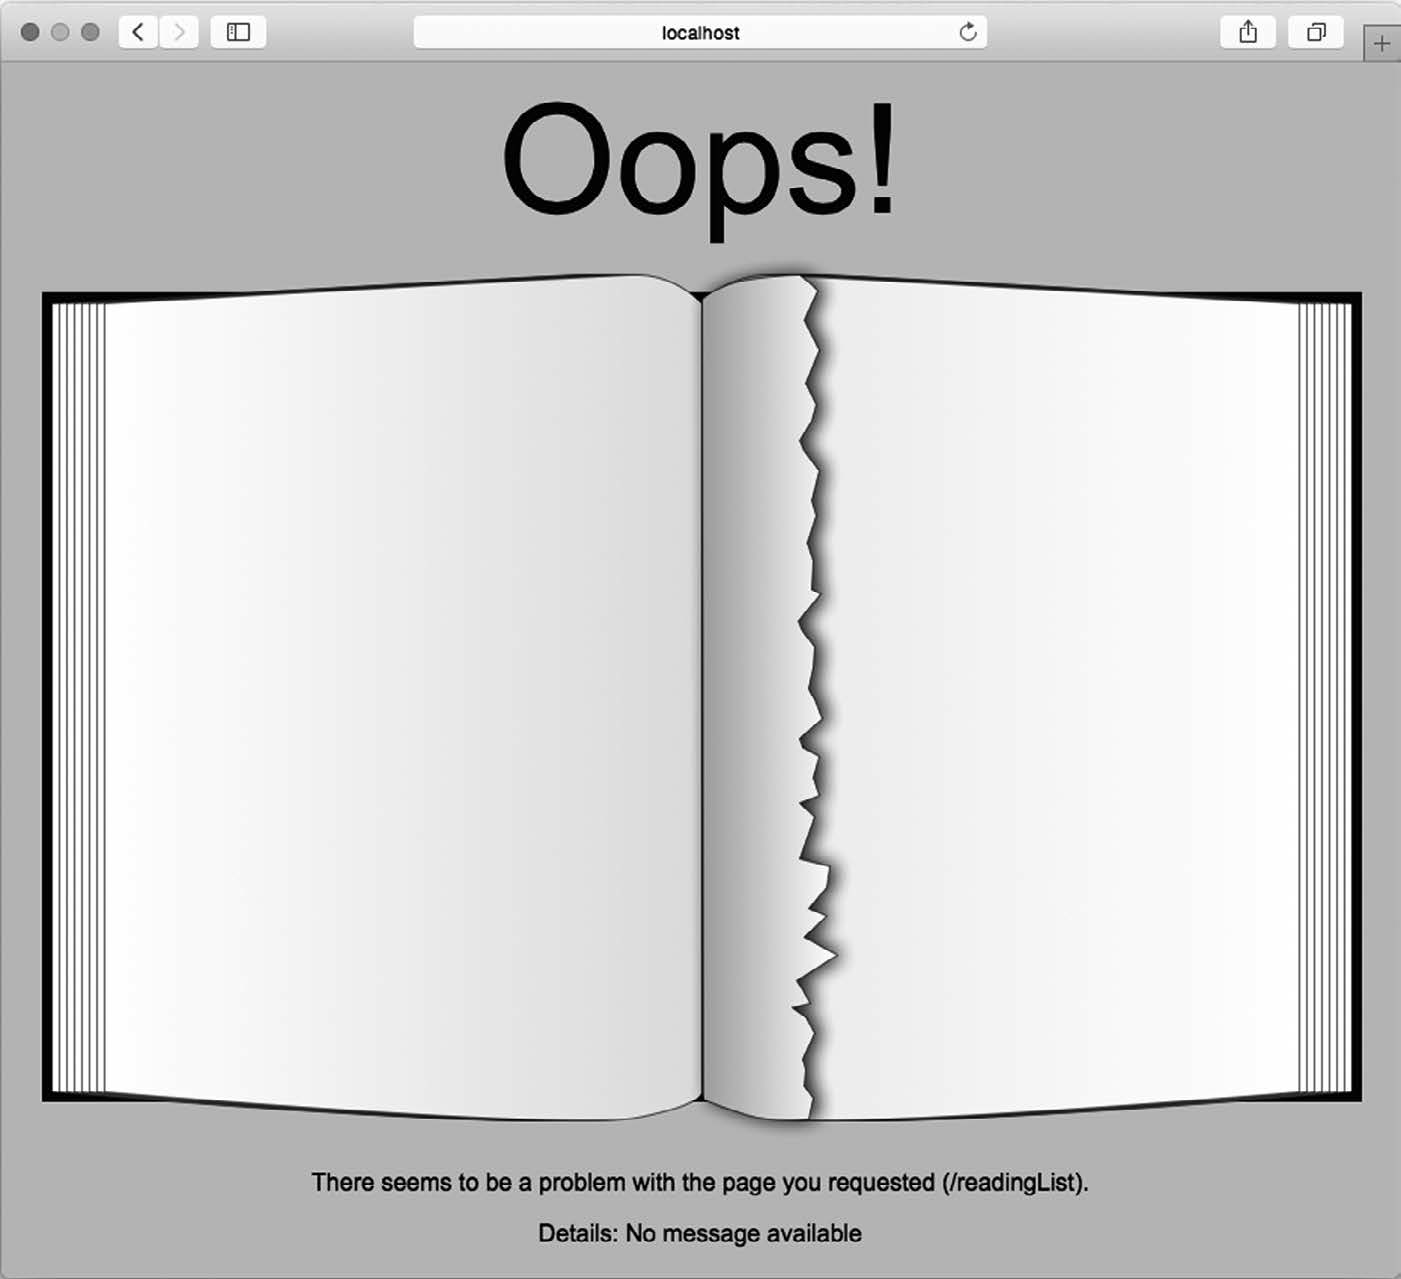 localhost
Oops!
There seems to be a problem with the page you requested (/readingList).
Details: No message available